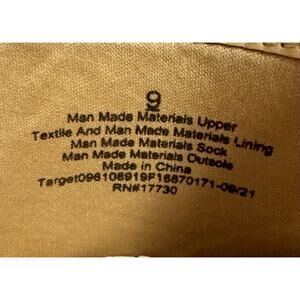 9
Man Made Materials Upper
Textile And Man Made Materials Lining
Man Made Materials Sock
Man Made Materials Outsole
Made in China
Target096108919F16870171-09/21
RN#17730